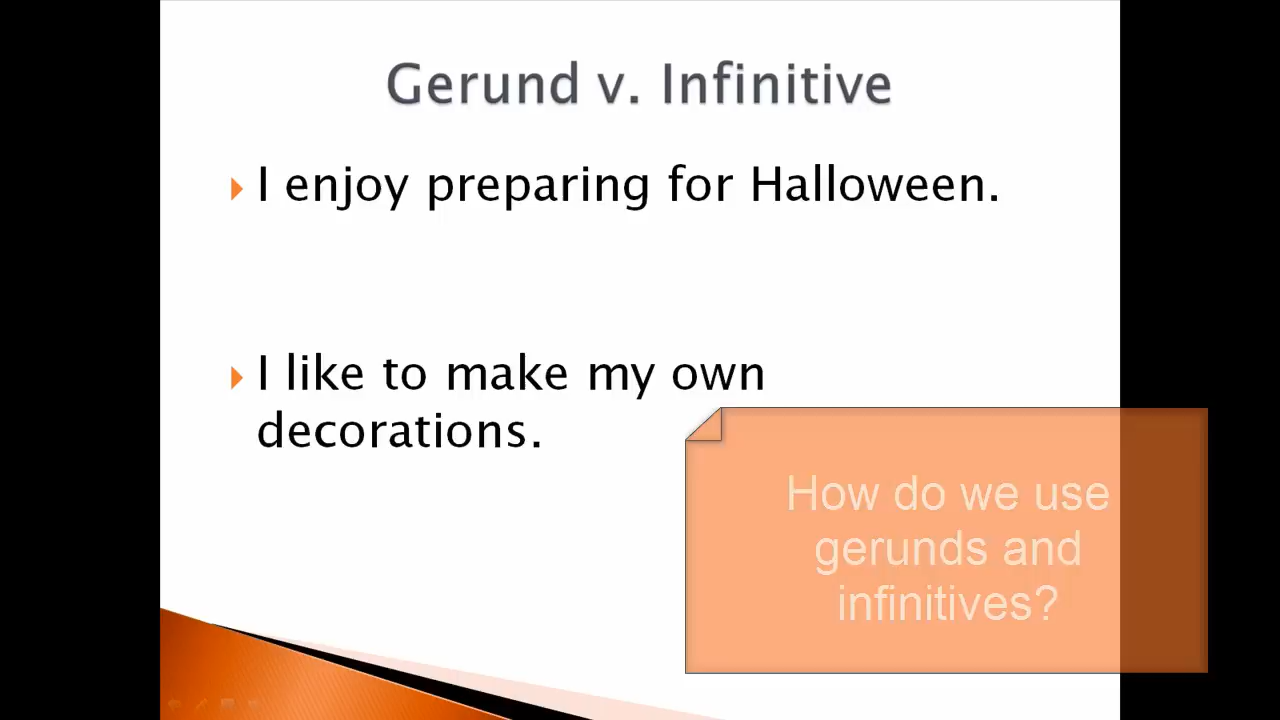 Gerund v. Infinitive
I enjoy preparing for Halloween.
I like to make my own
decorations.
How do we use
gerunds and
infinitives?